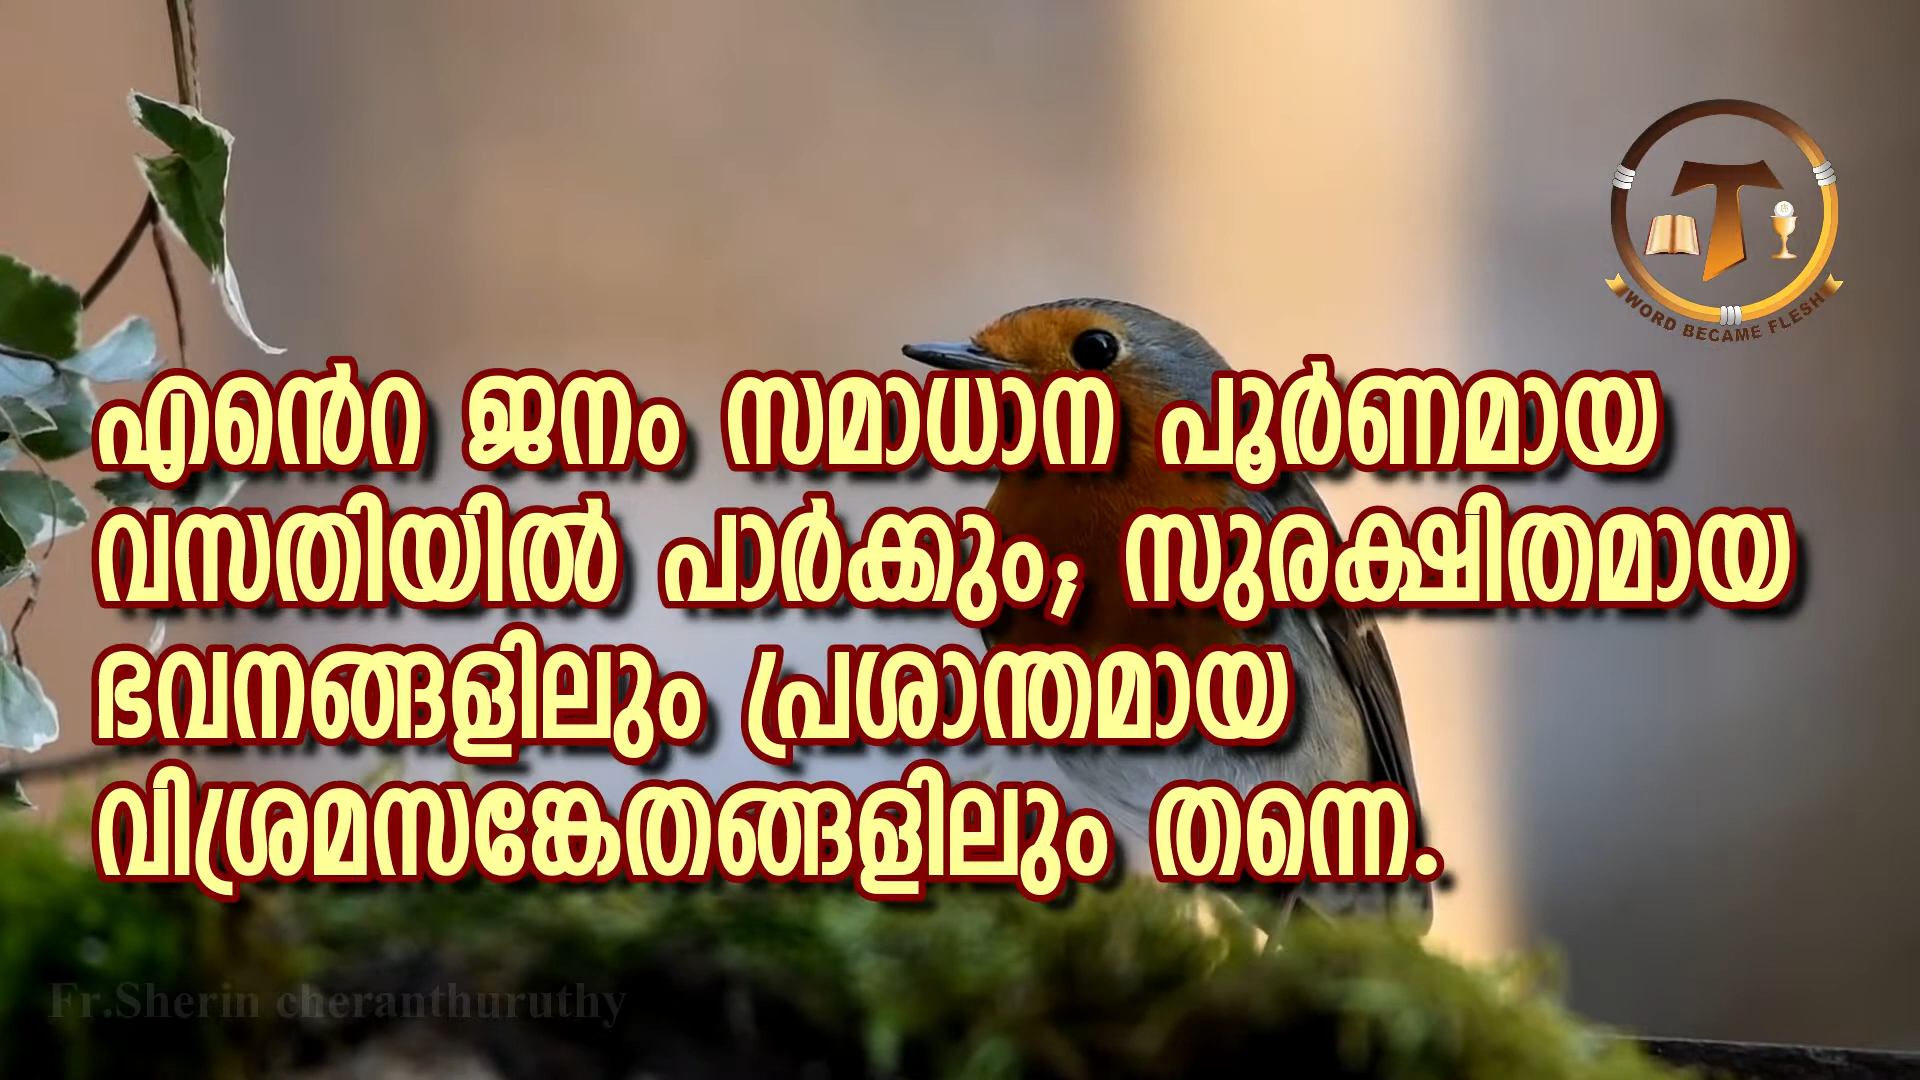 WORD BECAME FLESH
എന്റെ ജനം സമാധാന പൂർണമായ
വസതിയിൽ പാർക്കും; സുരക്ഷിതമായ
ഭവനങ്ങളിലും പ്രശാന്തമായ
വിശ്രമസങ്കേതങ്ങളിലും തന്നെ.
Fr.Sherin cheranthuruthy